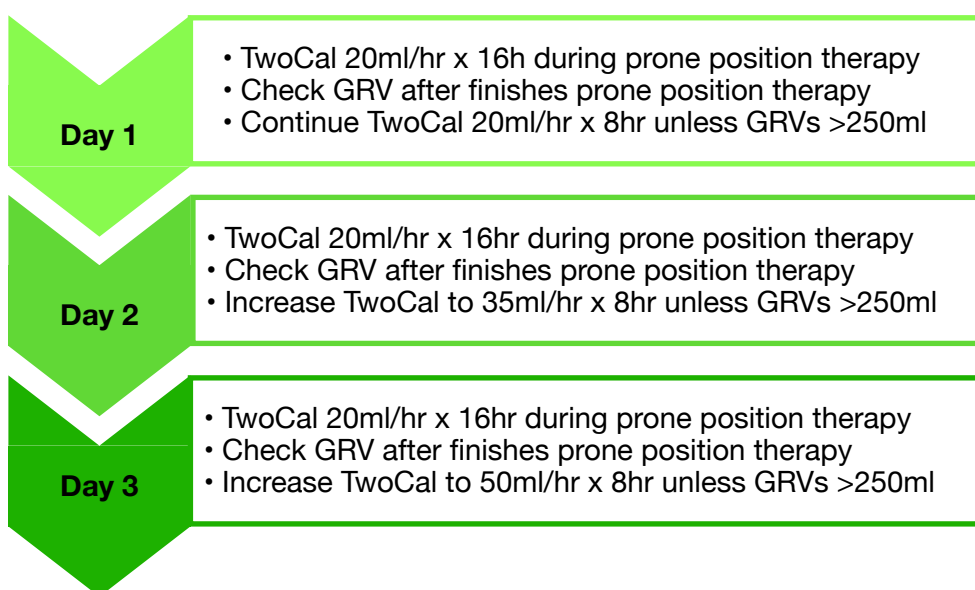 Day 1
• TwoCal 20ml/hr x 16h during prone position therapy
• Check GRV after finishes prone position therapy
• Continue TwoCal 20ml/hr x 8hr unless GRVs >250ml
Day 2
• TwoCal 20ml/hr x 16hr during prone position therapy
• Check GRV after finishes prone position therapy
• Increase TwoCal to 35ml/hr x 8hr unless GRVs >250ml
Day 3
• TwoCal 20ml/hr x 16hr during prone position therapy
• Check GRV after finishes prone position therapy
• Increase TwoCal to 50ml/hr x 8hr unless GRVs >250ml